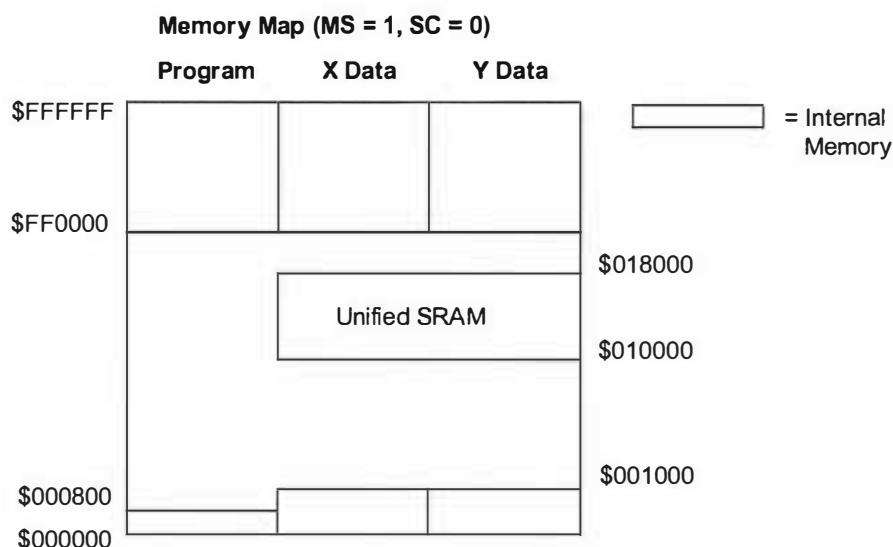 Memory Map (MS = 1, SC = 0)
Program X Data Y Data
$FFFFFF
= Internal
Memory
$FF0000
$018000
Unified SRAM
$010000
$001000
$000800
$000000